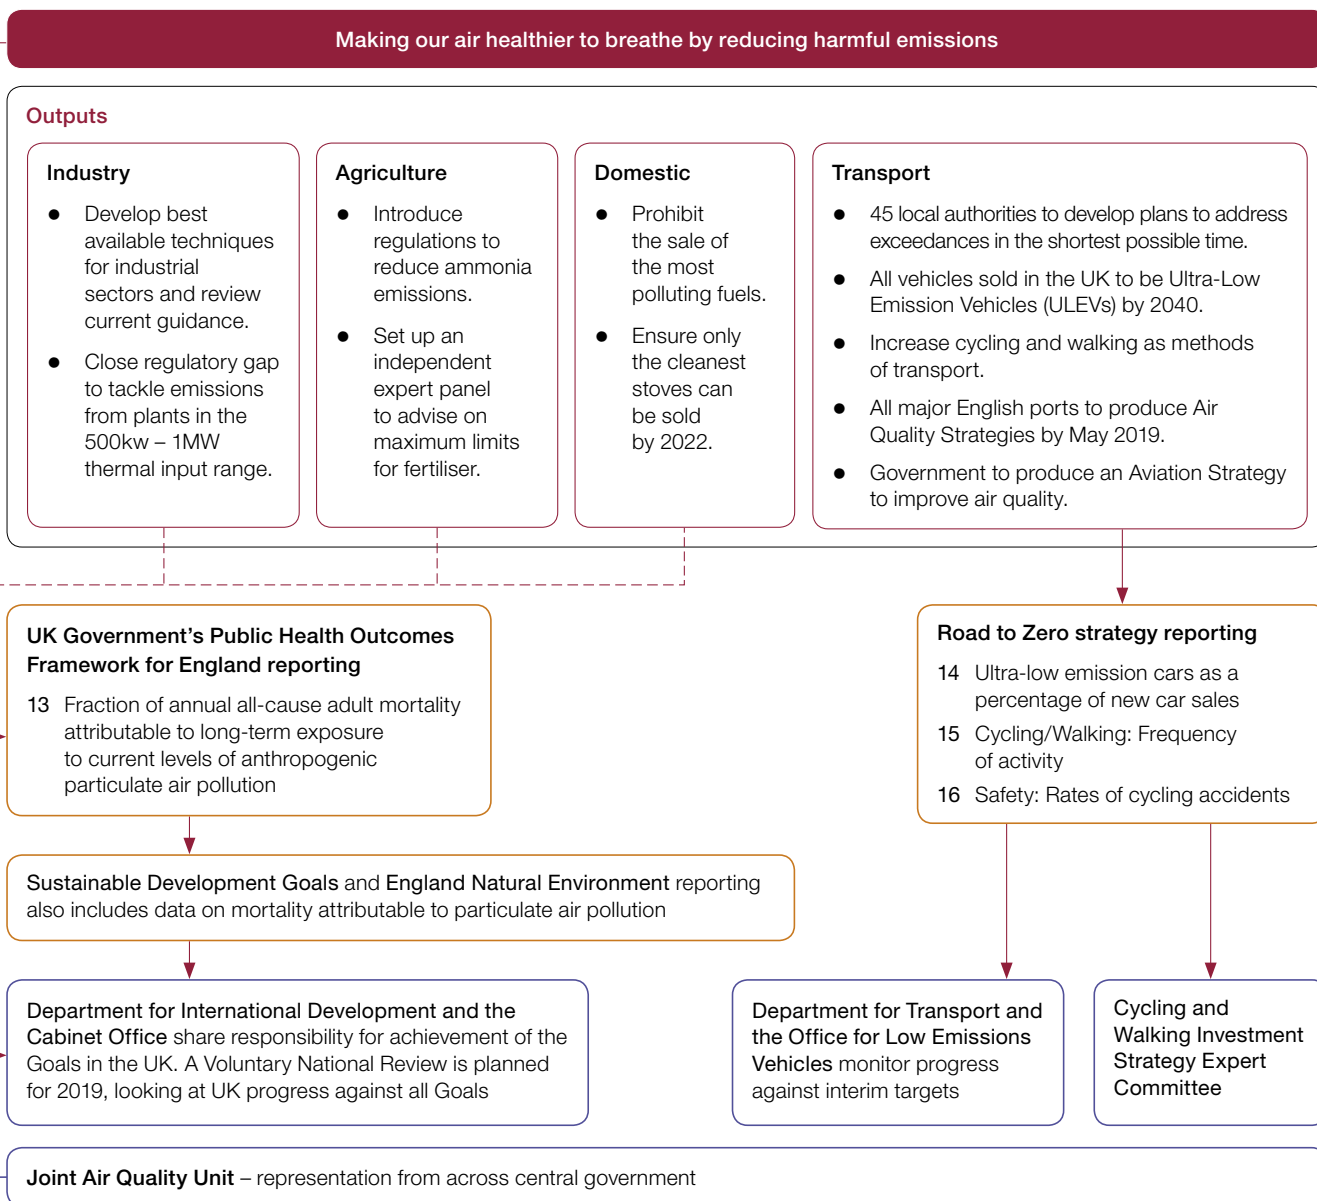 Making our air healthier to breathe by reducing harmful emissions
Outputs
Industry
● Develop best
available techniques
for industrial
sectors and review
current guidance.
● Close regulatory gap
to tackle emissions
from plants in the
500kw – 1MW
thermal input range.
Agriculture
● Introduce
regulations to
reduce ammonia
emissions.
● Set up an
independent
expert panel
to advise on
maximum limits
for fertiliser.
Domestic
● Prohibit
the sale of
the most
polluting fuels.
● Ensure only
the cleanest
stoves can
be sold
by 2022.
Transport
● 45 local authorities to develop plans to address
exceedances in the shortest possible time.
● All vehicles sold in the UK to be Ultra-Low
Emission Vehicles (ULEVs) by 2040.
● Increase cycling and walking as methods
of transport.
● All major English ports to produce Air
Quality Strategies by May 2019.
● Government to produce an Aviation Strategy
to improve air quality.
UK Government's Public Health Outcomes
Framework for England reporting
13 Fraction of annual all-cause adult mortality
attributable to long-term exposure
to current levels of anthropogenic
particulate air pollution
Road to Zero strategy reporting
14 Ultra-low emission cars as a
percentage of new car sales
15 Cycling/Walking: Frequency
of activity
16 Safety: Rates of cycling accidents
Sustainable Development Goals and England Natural Environment reporting
also includes data on mortality attributable to particulate air pollution
Department for International Development and the
Cabinet Office share responsibility for achievement of the
Goals in the UK. A Voluntary National Review is planned
for 2019, looking at UK progress against all Goals
Department for Transport and
the Office for Low Emissions
Vehicles monitor progress
against interim targets
Cycling and
Walking Investment
Strategy Expert
Committee
Joint Air Quality Unit – representation from across central government